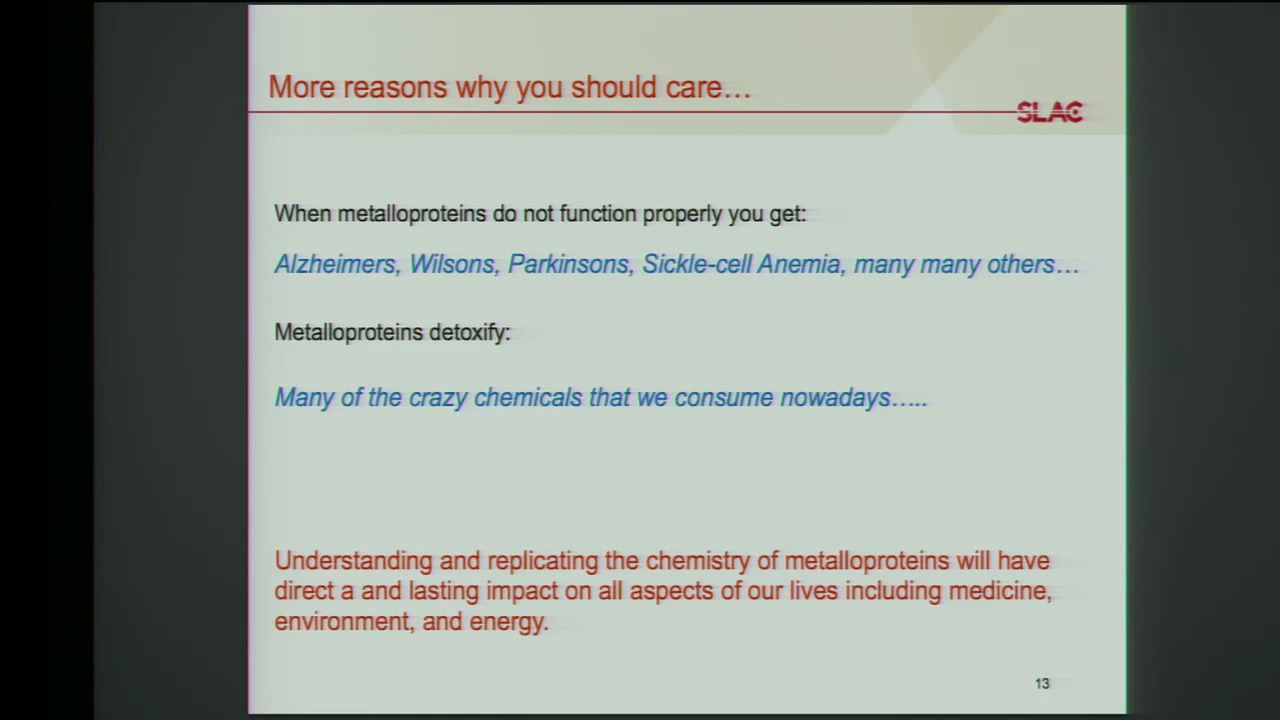 More reasons why you should care…
SLAC
When metalloproteins do not function properly you get:
Alzheimers, Wilsons, Parkinsons, Sickle-cell Anemia, many many others…
Metalloproteins detoxify:
Many of the crazy chemicals that we consume nowadays…..
Understanding and replicating the chemistry of metalloproteins will have
direct a and lasting impact on all aspects of our lives including medicine,
environment, and energy.
13